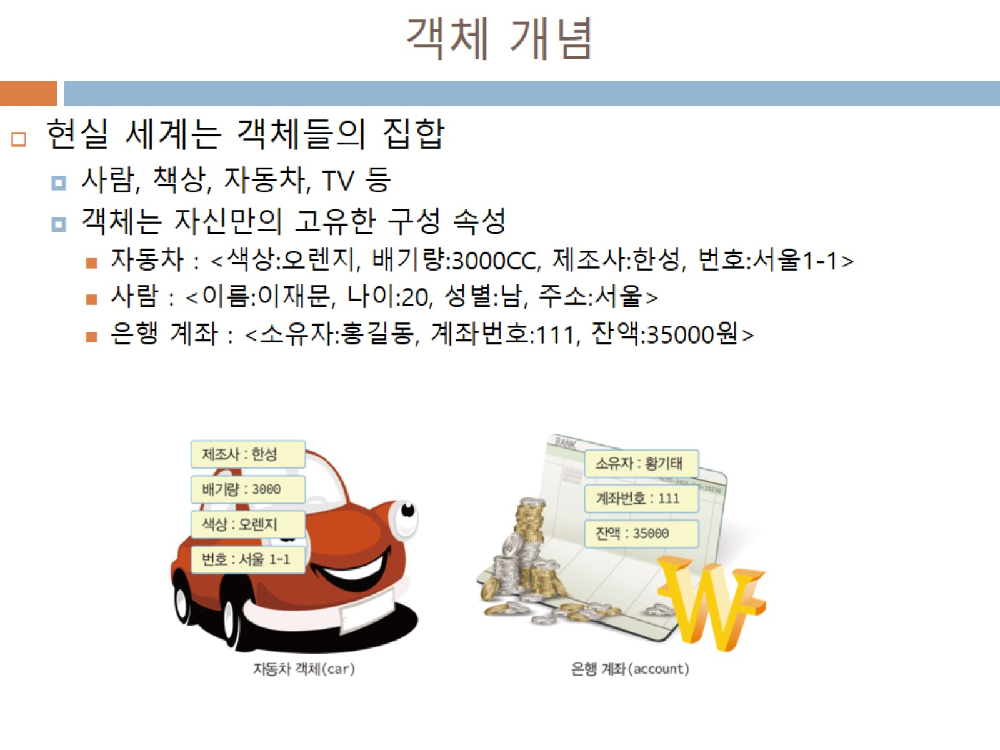 객체 개념
현실 세계는 객체들의 집합
사람, 책상, 자동차, TV 등
객체는 자신만의 고유한 구성 속성
자동차 : <색상:오렌지, 배기량:3000CC, 제조사:한성, 번호:서울1-1>
사람 : <이름:이재문, 나이:20, 성별:남, 주소:서울>
은행 계좌 : <소유자:홍길동, 계좌번호:111, 잔액:35000원>
제조사 : 한성
배기량 : 3000
색상 : 오렌지
번호 : 서울 1-1
자동차 객체(car)
BANK
소유자 : 황기태
계좌번호 : 111
잔액 : 35000
은행 계좌(account)